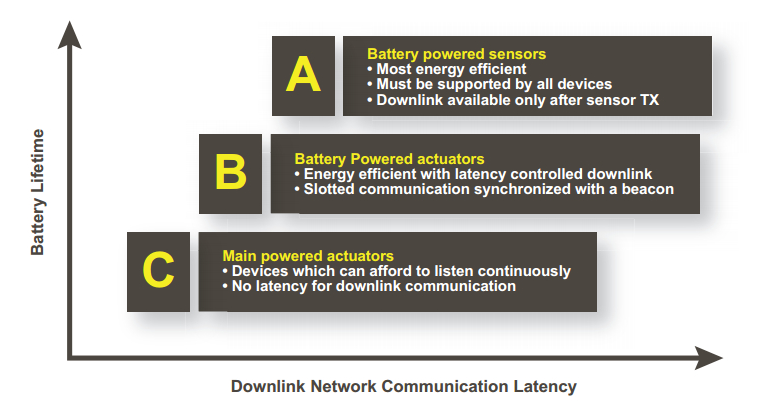 Battery Lifetime
A
Battery powered sensors
• Most energy efficient
• Must be supported by all devices
• Downlink available only after sensor TX
B
Battery Powered actuators
• Energy efficient with latency controlled downlink
• Slotted communication synchronized with a beacon
C
Main powered actuators
• Devices which can afford to listen continuously
• No latency for downlink communication
Downlink Network Communication Latency